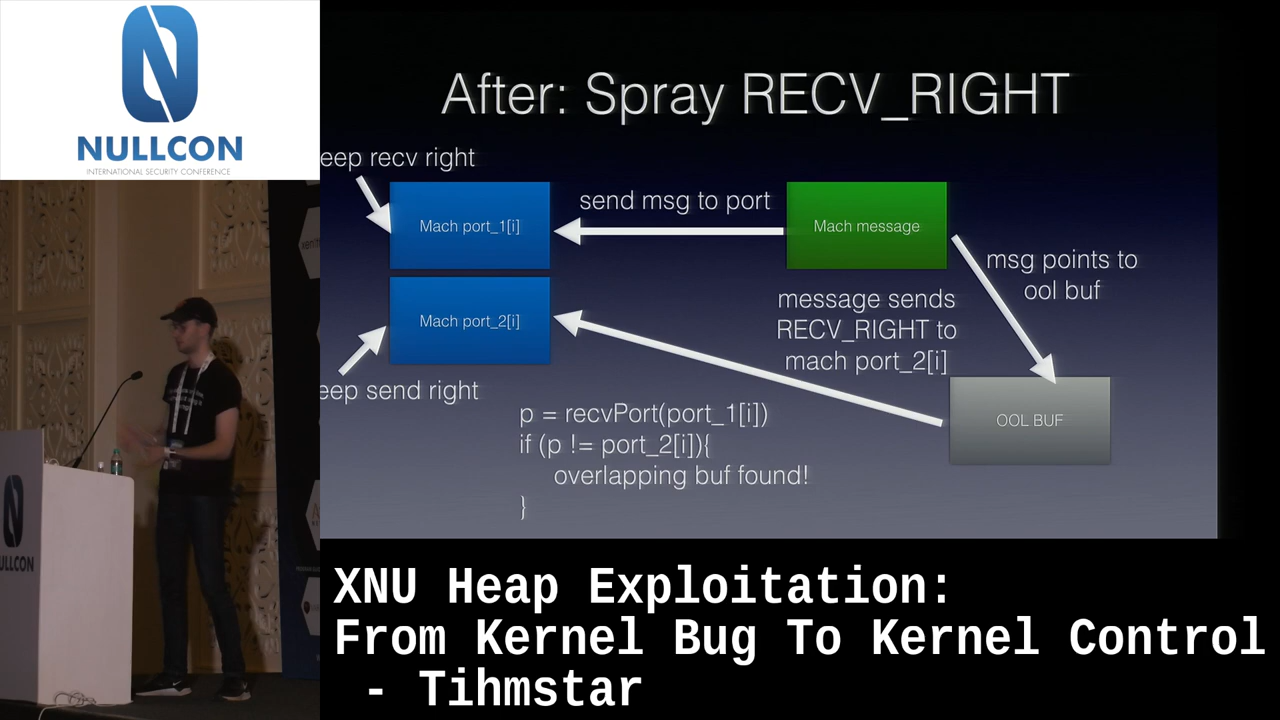 NULLCON
INTERNATIONAL SECURITY CONFERENCE
After: Spray RECV_RIGHT
eep recv right
Mach port_1[i]
send msg to port
Mach message
msg points to
ool buf
Mach port_2[i]
message sends
RECV_RIGHT to
mach port_2[i]
eep send right
OOL BUF
p = recvPort(port_1[i])
if (p != port_2[i]){
overlapping buf found!
}
NULLCON
XNU Heap Exploitation:
From Kernel Bug To Kernel Control
- Tihmstar